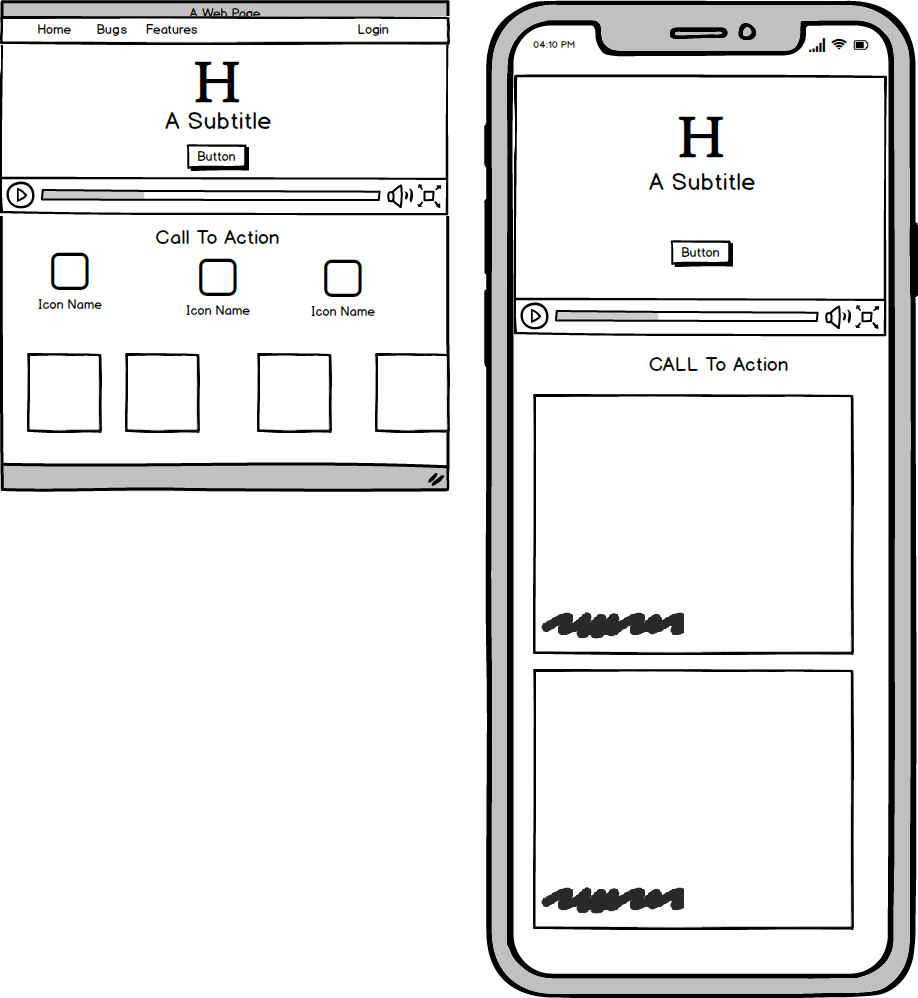 A Web Page
Home Bugs Features Login
H
A Subtitle
Button
Call To Action
Icon Name Icon Name Icon Name
04:10 PM
H
A Subtitle
Button
CALL To Action